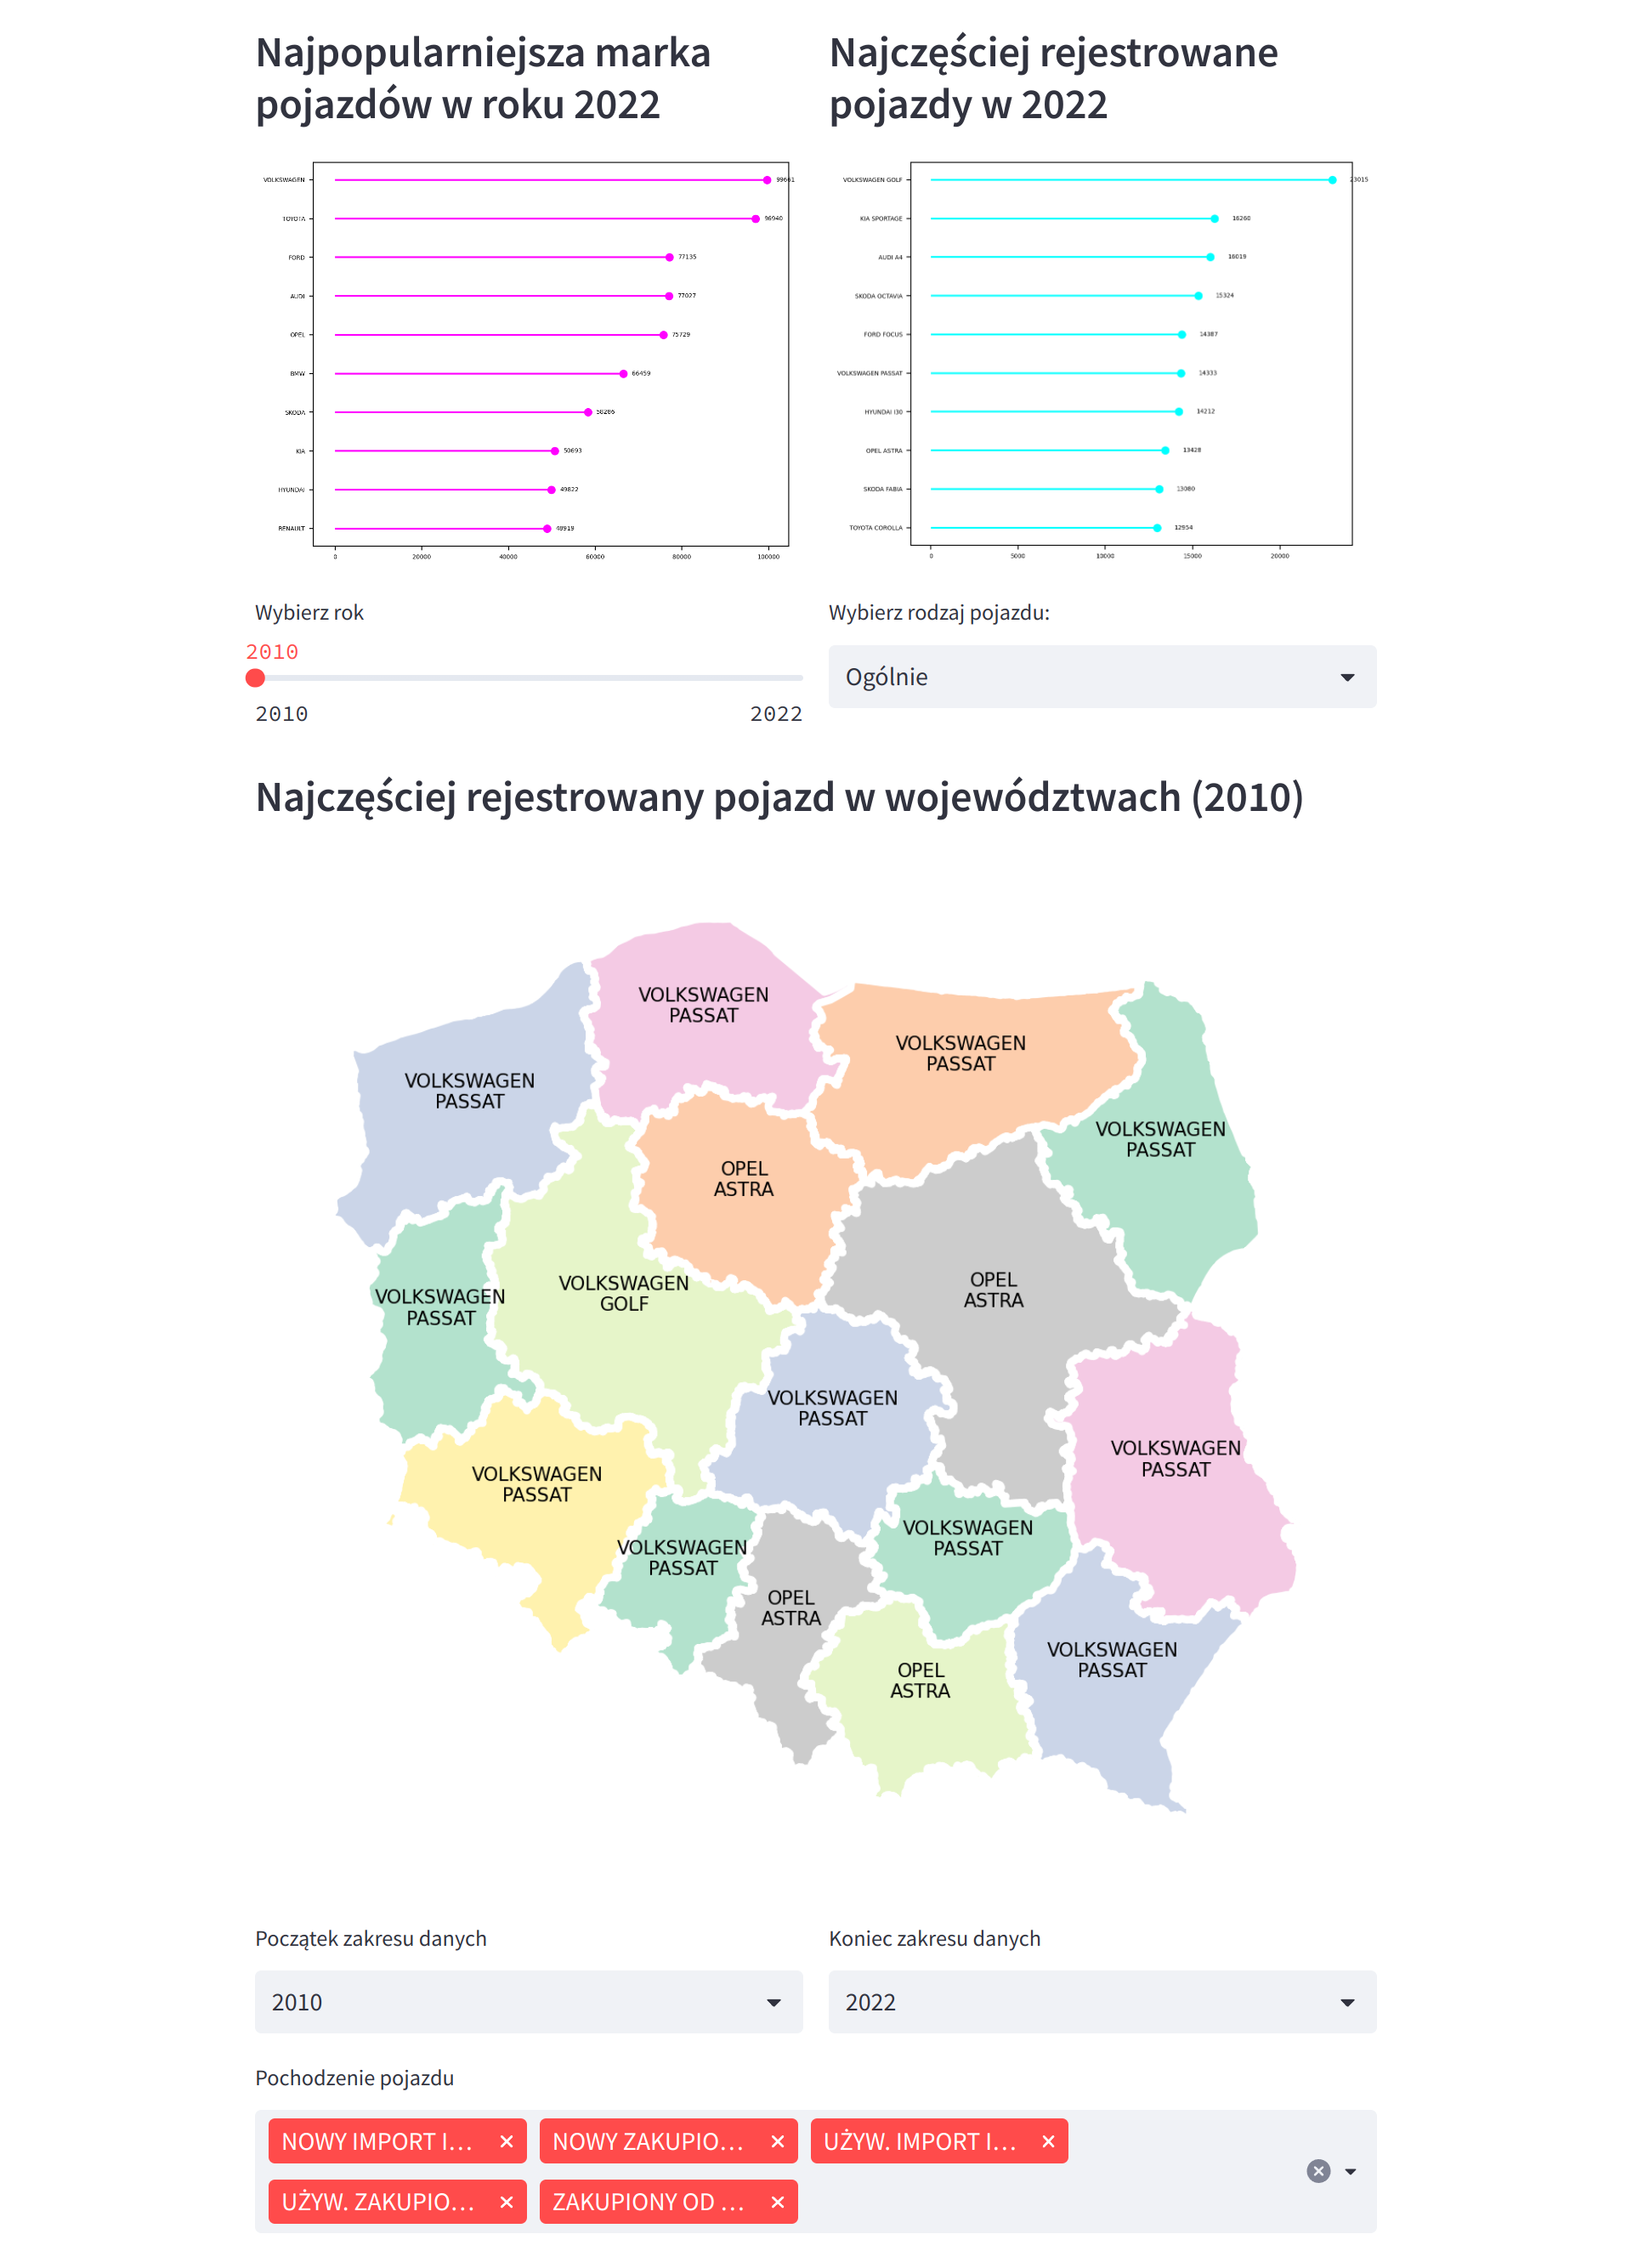 Najpopularniejsza marka
pojazdów w roku 2022
VOLKSWAGEN
99661
TOYOTA
96940
FORD
77135
AUDI
77027
OPEL
75729
BMW
66459
SKODA
58266
KIA
50693
HYUNDAI
49822
RENAULT
48919
0 20000 40000 60000 80000 100000
Najczęściej rejestrowane
pojazdy w 2022
VOLKSWAGEN GOLF
23015
KIA SPORTAGE
16260
AUDI A4
16019
SKODA OCTAVIA
15324
FORD FOCUS
14387
VOLKSWAGEN PASSAT
14333
HYUNDAI I30
14212
OPEL ASTRA
13428
SKODA FABIA
13080
TOYOTA COROLLA
12954
0 5000 10000 15000 20000
Wybierz rok
2010
2010 2022
Wybierz rodzaj pojazdu:
Ogólnie
Najczęściej rejestrowany pojazd w województwach (2010)
VOLKSWAGEN
PASSAT
VOLKSWAGEN
PASSAT
VOLKSWAGEN
PASSAT
VOLKSWAGEN
PASSAT
OPEL
ASTRA
OPEL
ASTRA
VOLKSWAGEN
GOLF
VOLKSWAGEN
PASSAT
VOLKSWAGEN
PASSAT
VOLKSWAGEN
PASSAT
VOLKSWAGEN
PASSAT
VOLKSWAGEN
PASSAT
VOLKSWAGEN
PASSAT
OPEL
ASTRA
VOLKSWAGEN
PASSAT
OPEL
ASTRA
Początek zakresu danych
2010
Koniec zakresu danych
2022
Pochodzenie pojazdu
NOWY IMPORT I...
NOWY ZAKUPIO...
UŻYW. IMPORT I...
UŻYW. ZAKUPIO...
ZAKUPIONY OD ...